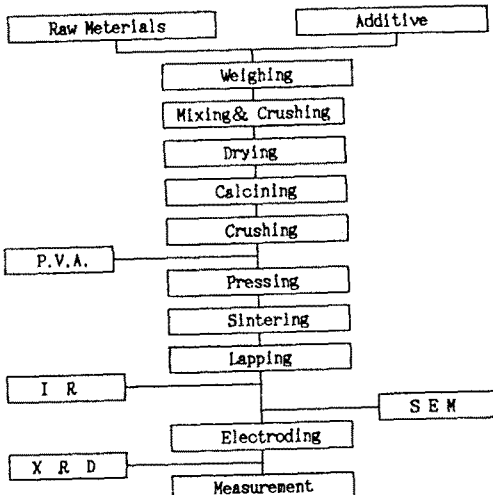 Raw Meterials
Additive
Weighing
Mixing& Crushing
Drying
Calcining
Crushing
P.V.A.
Pressing
Sintering
Lapping
I R
S E M
Electroding
X R D
Measurement